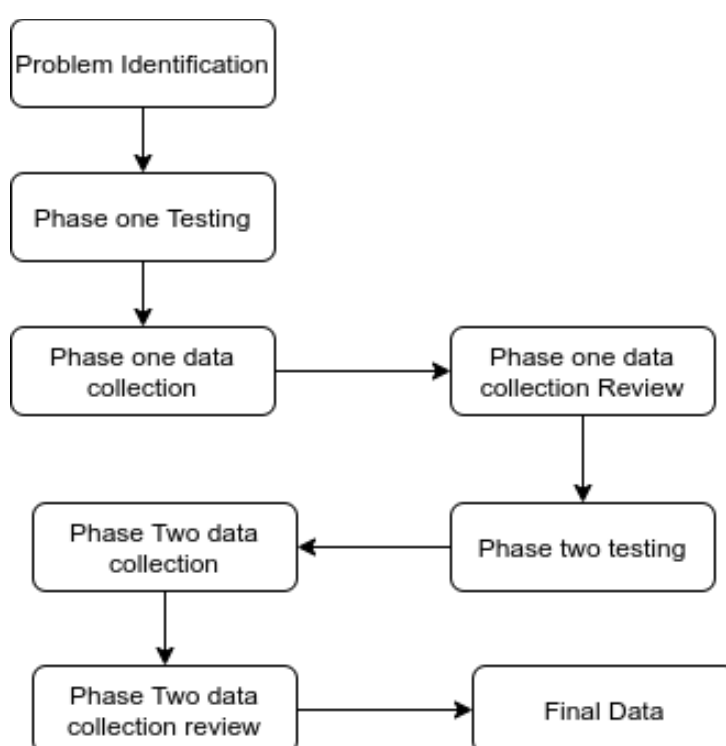 Problem Identification
Phase one Testing
Phase one data
collection
Phase one data
collection Review
Phase two testing
Phase Two data
collection
Phase Two data
collection review
Final Data